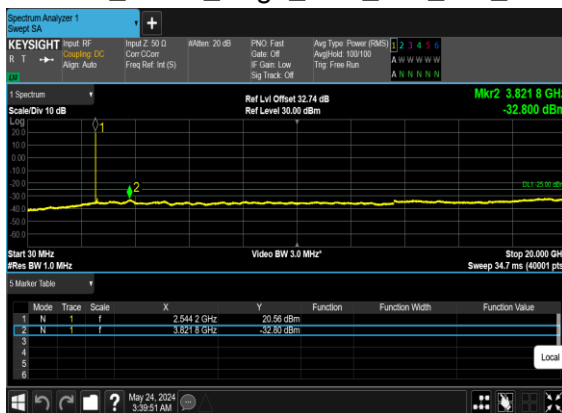 Spectrum Analyzer 1
Swept SA
KEYSIGHT Input: RF Input Z: 50 Ω #Atten: 20 dB PNO: Fast Avg Type: Power (RMS) 1 2 3 4 5 6
Coupling: DC Corr CCorr Gate: Off Avg|Hold: 100/100
R T Align: Auto Freq Ref: Int (S) IF Gain: Low Trig: Free Run A W W W W W
Sig Track: Off A N N N N N
1 Spectrum
Scale/Div 10 dB Ref Lvl Offset 32.74 dB Mkr2 3.821 8 GHz
Ref Level 30.00 dBm -32.800 dBm
Log
20.0
10.0
0.00
-10.0
-20.0
-30.0
-40.0
-50.0
-60.0
1
2
DL1 -25.00 dBm
Start 30 MHz Video BW 3.0 MHz* Stop 20.000 GHz
#Res BW 1.0 MHz Sweep 34.7 ms (40001 pts)
5 Marker Table
Mode Trace Scale X Y Function Function Width Function Value
1 N 1 f 2.544 2 GHz 20.56 dBm
2 N 1 f 3.821 8 GHz -32.80 dBm
3
4
5
6
Local
? May 24, 2024
3:39:51 AM